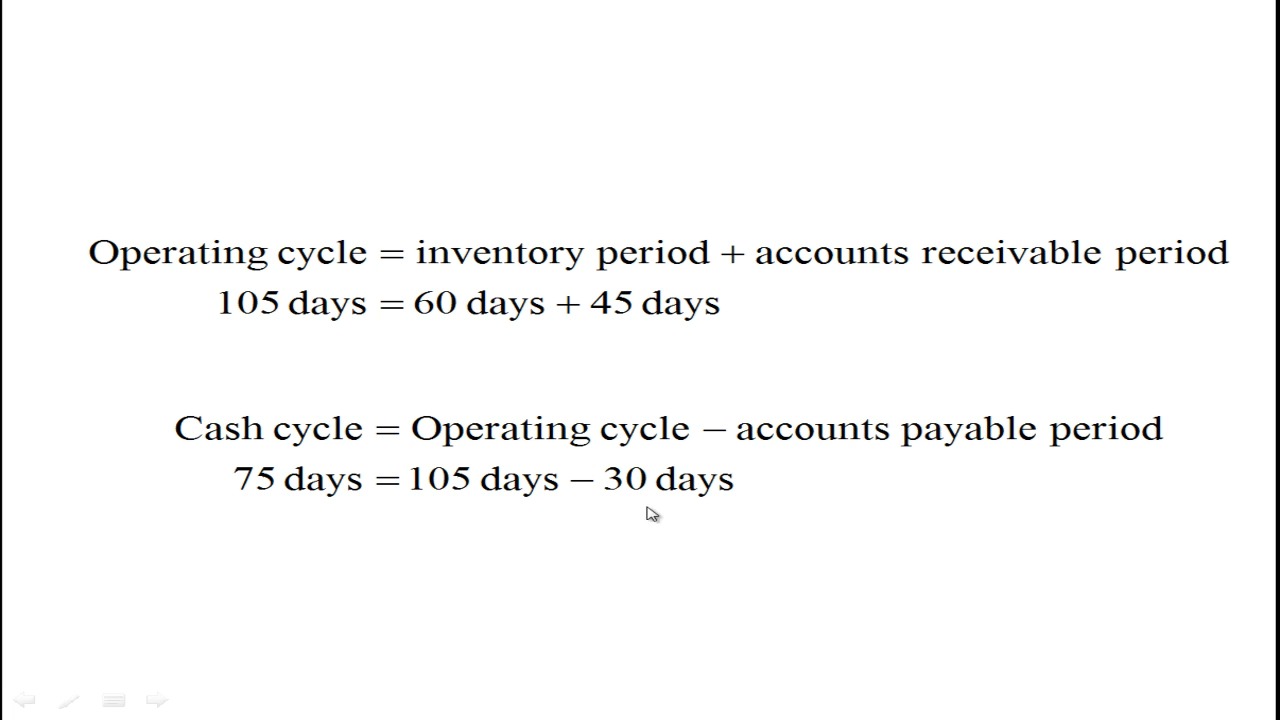 Operating cycle = inventory period + accounts receivable period
105 days = 60 days + 45 days
Cash cycle = Operating cycle − accounts payable period
75 days = 105 days − 30 days